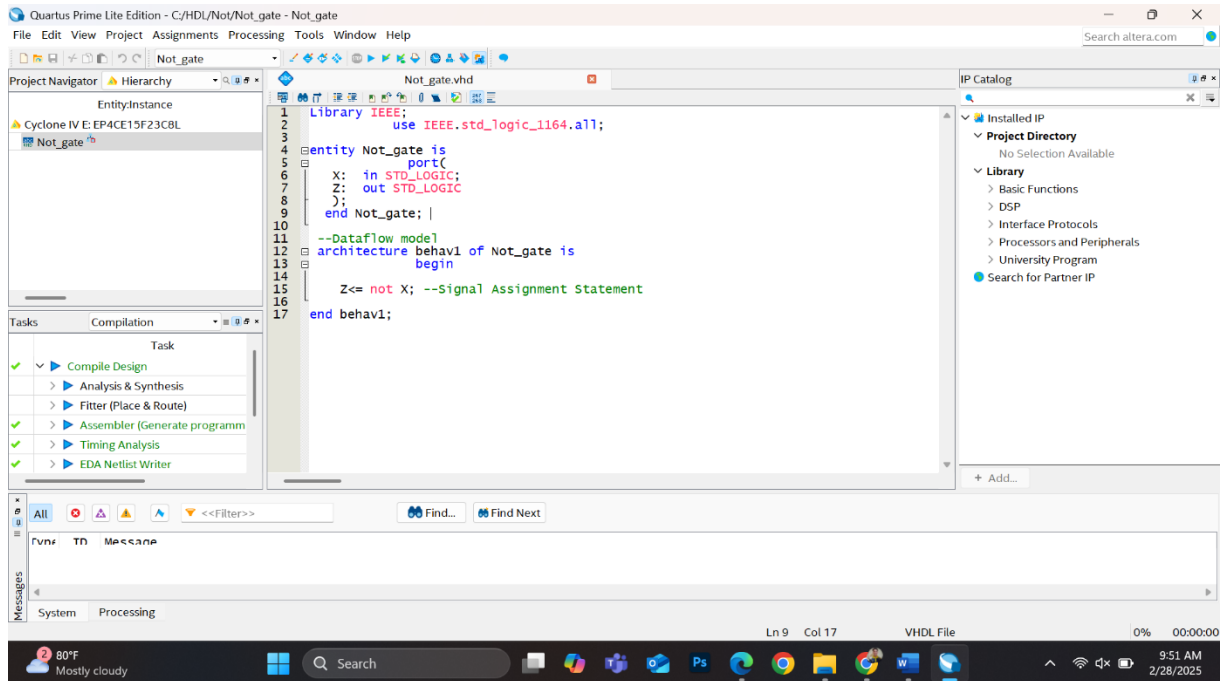 Quartus Prime Lite Edition - C:/HDL/Not/Not_gate - Not_gate
File Edit View Project Assignments Processing Tools Window Help
Search altera.com
Not_gate
Project Navigator Hierarchy
Entity:Instance
Cyclone IV E: EP4CE15F23C8L
Not_gate
Not_gate.vhd
1 Library IEEE;
2 use IEEE.std_logic_1164.all;
3
4 entity Not_gate is
5 port(
6 X: in STD_LOGIC;
7 Z: out STD_LOGIC
8 );
9 end Not_gate;
10
11 --Dataflow model
12 architecture behav1 of Not_gate is
13 begin
14
15 Z<= not X; --Signal Assignment Statement
16
17 end behav1;
IP Catalog
Installed IP
Project Directory
No Selection Available
Library
Basic Functions
DSP
Interface Protocols
Processors and Peripherals
University Program
Search for Partner IP
+ Add...
Tasks Compilation
Task
Compile Design
Analysis & Synthesis
Fitter (Place & Route)
Assembler (Generate programm
Timing Analysis
EDA Netlist Writer
All <<Filter>> Find... Find Next
Type ID Message
Messages
System Processing
Ln 9 Col 17 VHDL File 0% 00:00:00
2
80°F
Mostly cloudy
Search
Ps
9:51 AM
2/28/2025